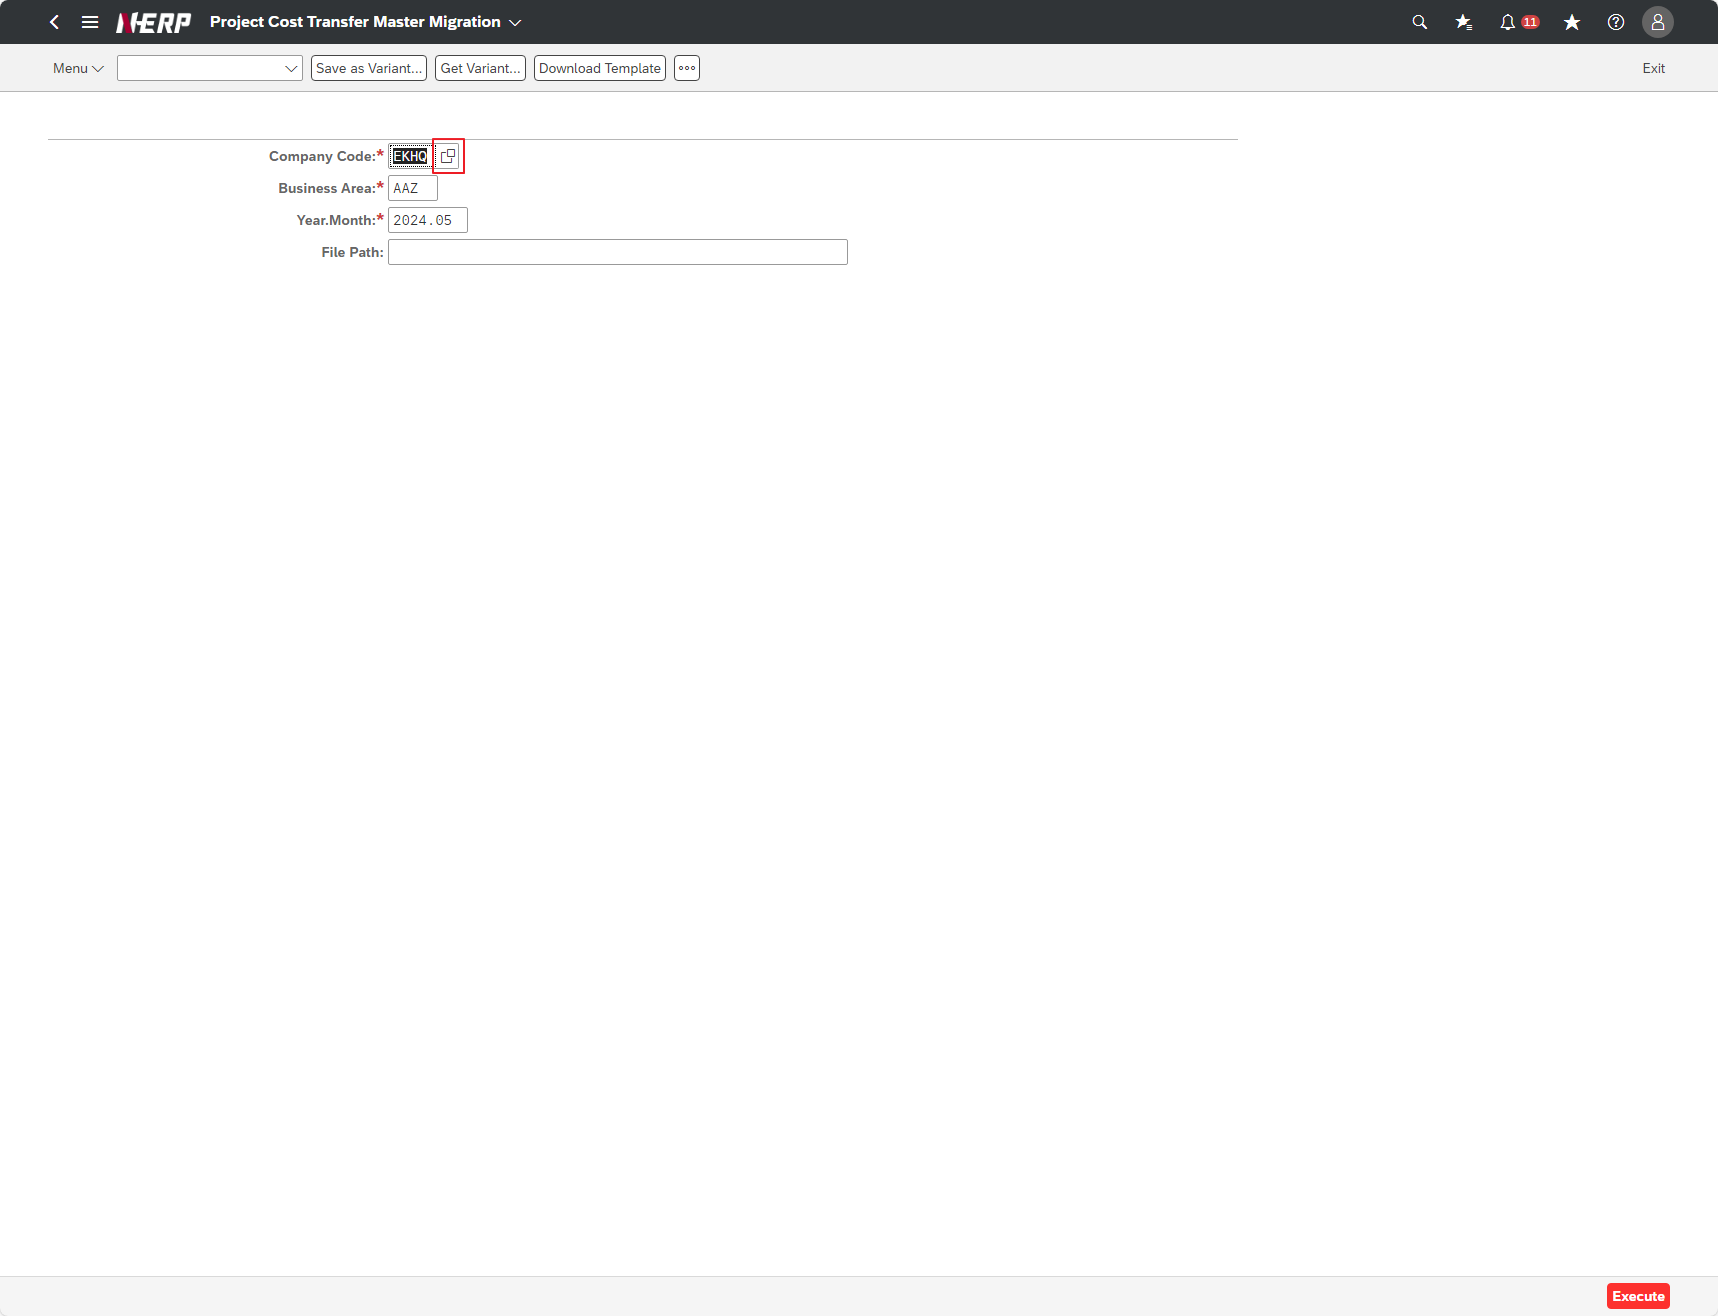 NERP Project Cost Transfer Master Migration 11
Menu Save as Variant... Get Variant... Download Template Exit
Company Code:* EKHQ
Business Area:* AAZ
Year.Month:* 2024.05
File Path:
Execute